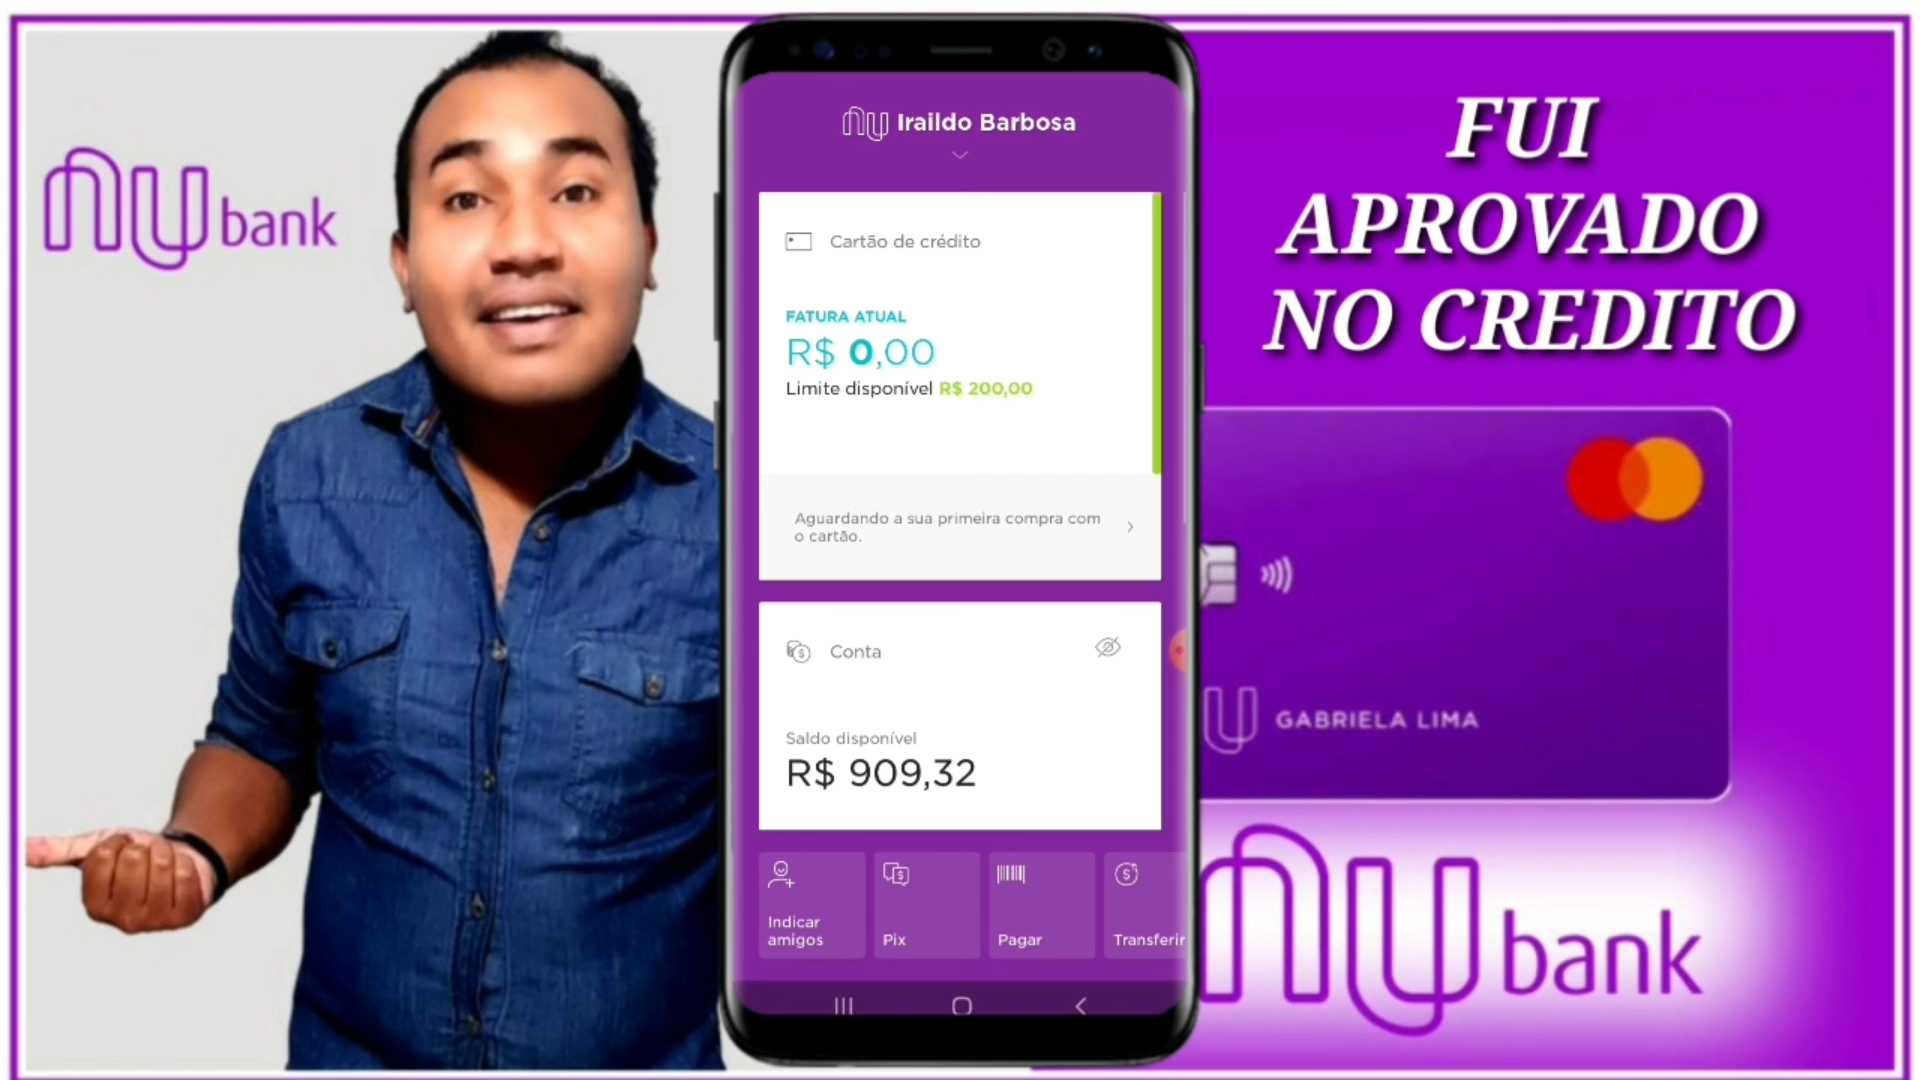 nu bank
nu Iraildo Barbosa
Cartão de crédito
FATURA ATUAL
R$ 0,00
Limite disponível R$ 200,00
Aguardando a sua primeira compra com
o cartão.
Conta
Saldo disponível
R$ 909,32
Indicar
amigos
Pix
Pagar
Transferir
FUI
APROVADO
NO CREDITO
U GABRIELA LIMA
nu bank